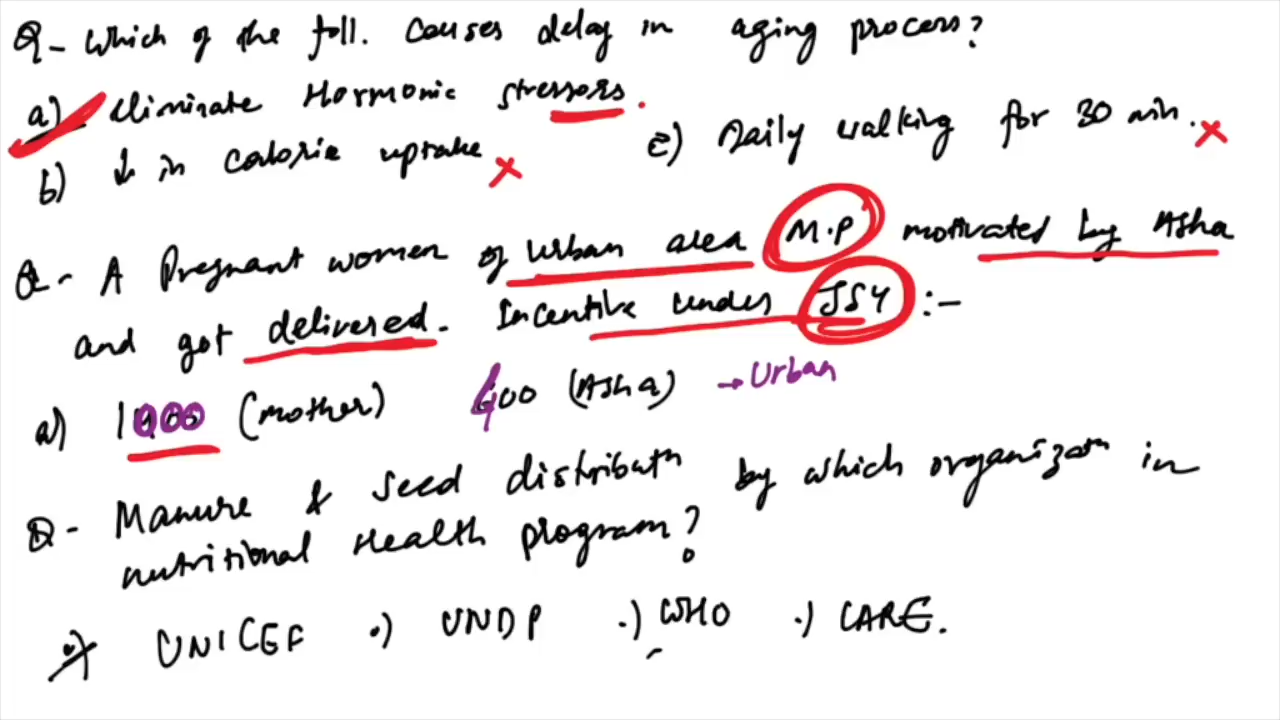 Q- Which of the foll. causes delay in aging process?
a) eliminate Hormonic stressors.
b) ↓ in calorie uptake ×
c) Daily walking for 30 min. ×
Q- A Pregnant women of urban area M.P motivated by Asha
and got delivered. Incentive under JSY :-
a) 1000 (mother) 400 (Asha) → Urban
Q- Manure & seed distributn by which organizatn in
nutritional Health program?
•) UNICEF •) UNDP •) WHO •) CARE.